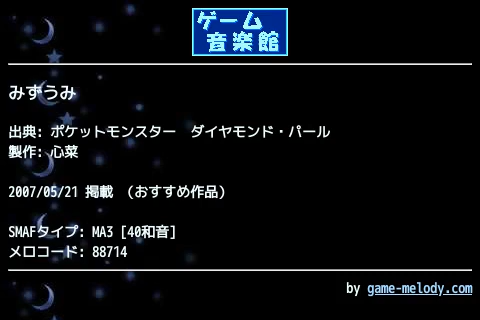 ゲーム
音楽館
みずうみ
出典: ポケットモンスター　ダイヤモンド・パール
製作: 心菜
2007/05/21 掲載　(おすすめ作品)
SMAFタイプ: MA3 [40和音]
メロコード: 88714
by game-melody.com